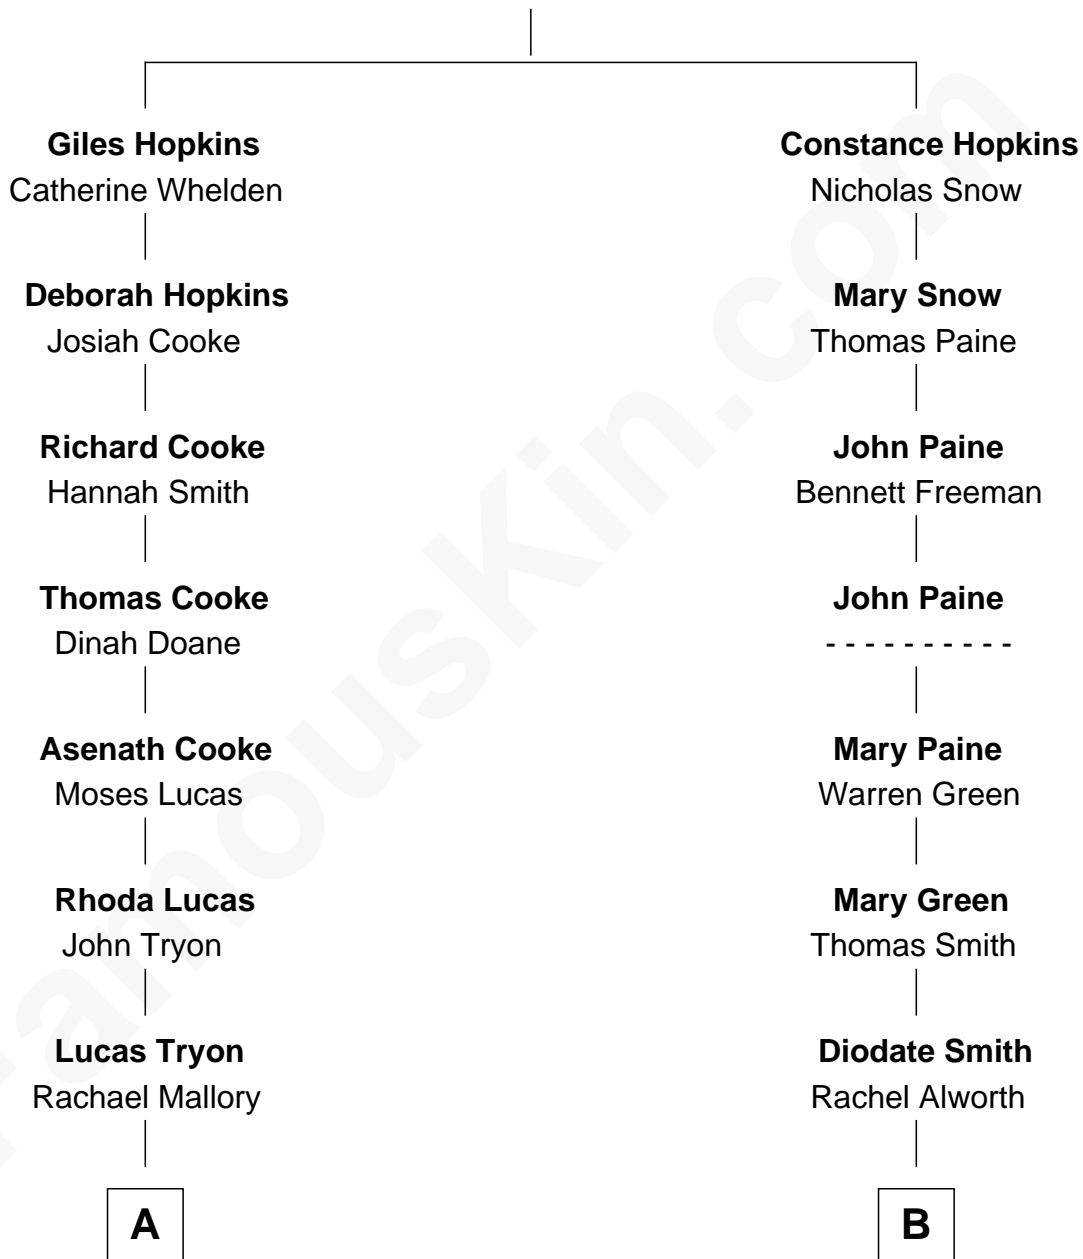 Giles Hopkins
Catherine Whelden
Constance Hopkins
Nicholas Snow
Deborah Hopkins
Josiah Cooke
Mary Snow
Thomas Paine
Richard Cooke
Hannah Smith
John Paine
Bennett Freeman
Thomas Cooke
Dinah Doane
John Paine
- - - - - - - - - -
Asenath Cooke
Moses Lucas
Mary Paine
Warren Green
Rhoda Lucas
John Tryon
Mary Green
Thomas Smith
Lucas Tryon
Rachael Mallory
Diodate Smith
Rachel Alworth
A
B
FamousKin.com